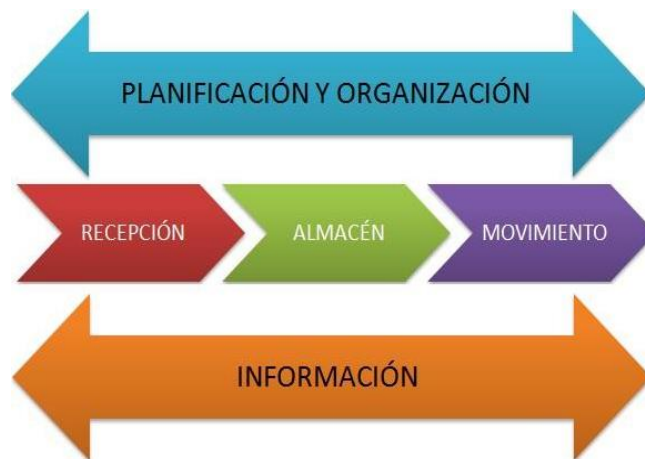 PLANIFICACIÓN Y ORGANIZACIÓN
RECEPCIÓN
ALMACÉN
MOVIMIENTO
INFORMACIÓN